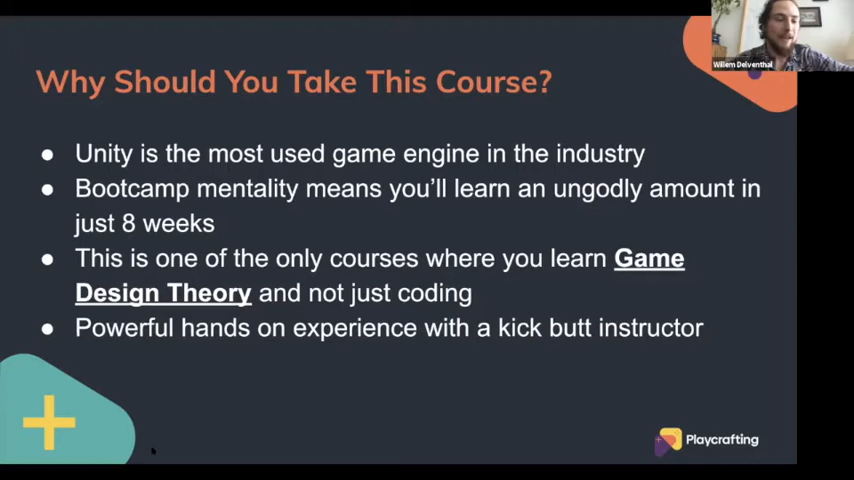 Why Should You Take This Course?
Willem Delventhal
● Unity is the most used game engine in the industry
● Bootcamp mentality means you'll learn an ungodly amount in
just 8 weeks
● This is one of the only courses where you learn Game
Design Theory and not just coding
● Powerful hands on experience with a kick butt instructor
Playcrafting